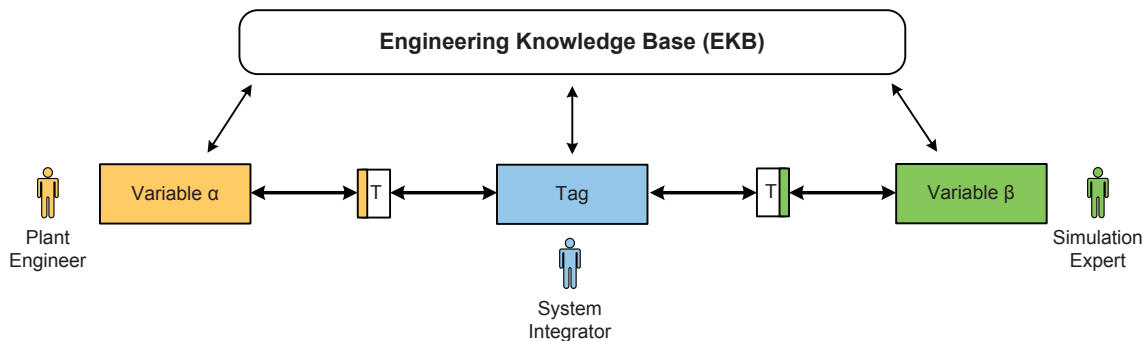 Engineering Knowledge Base (EKB)
Variable α
T
Tag
T
Variable β
Plant
Engineer
System
Integrator
Simulation
Expert